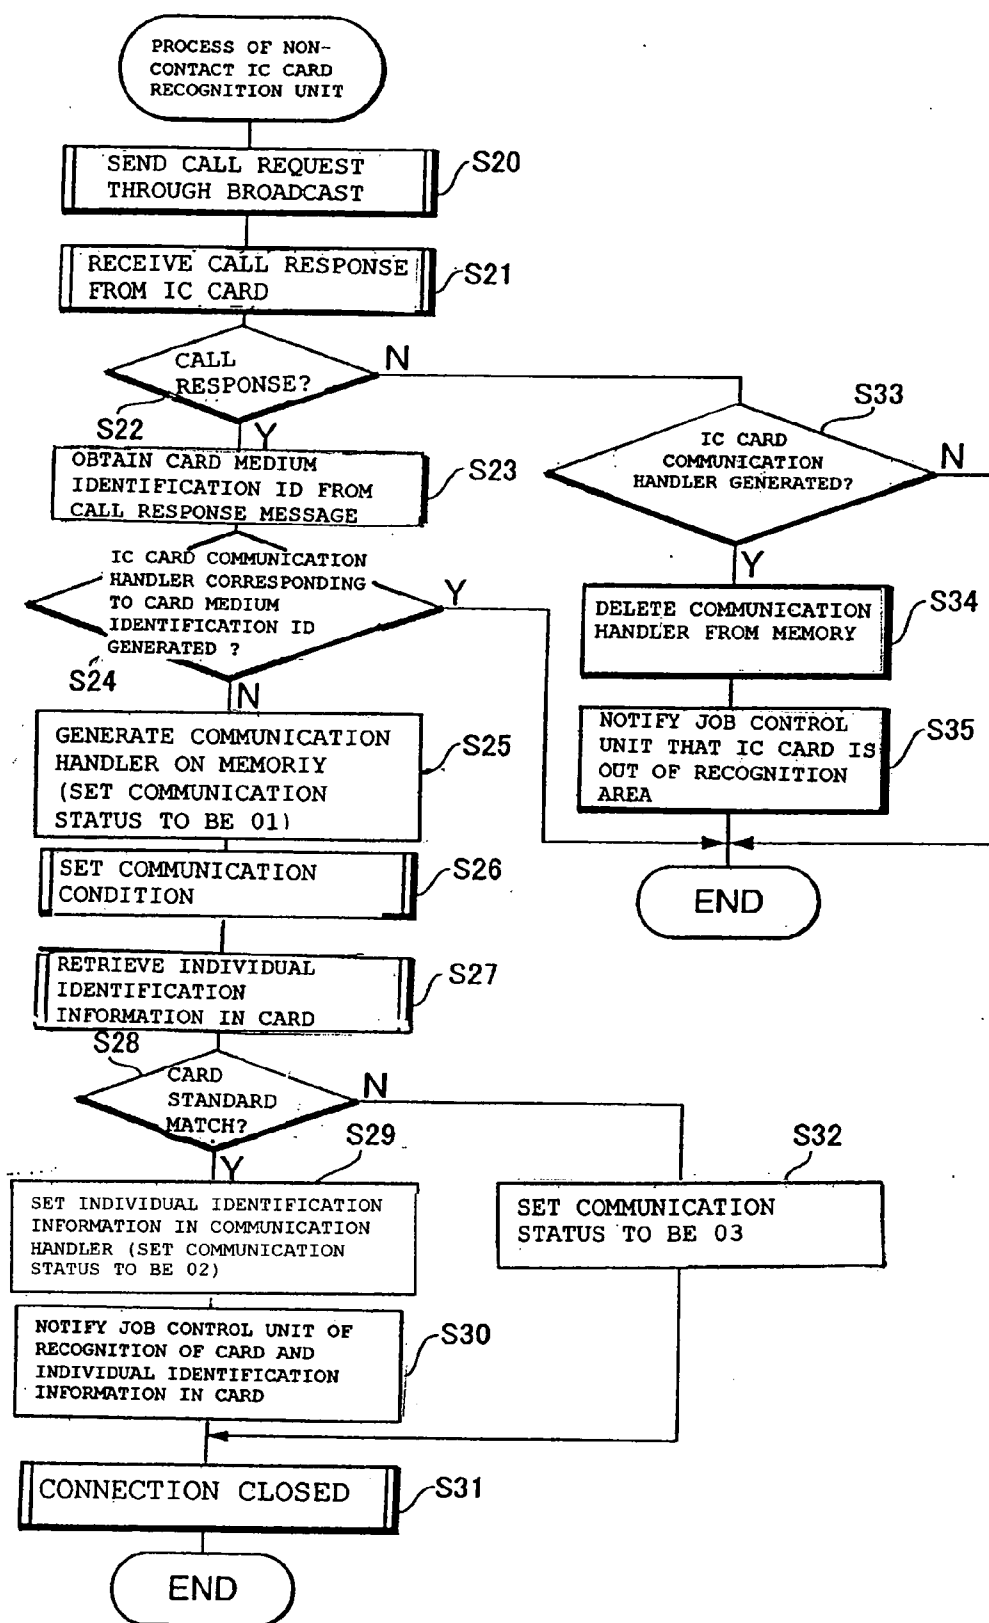 PROCESS OF NON-
CONTACT IC CARD
RECOGNITION UNIT
SEND CALL REQUEST
THROUGH BROADCAST
S20
RECEIVE CALL RESPONSE
FROM IC CARD
S21
CALL
RESPONSE?
N
S22
Y
S33
IC CARD
COMMUNICATION
HANDLER GENERATED?
N
Y
OBTAIN CARD MEDIUM
IDENTIFICATION ID FROM
CALL RESPONSE MESSAGE
S23
IC CARD COMMUNICATION
HANDLER CORRESPONDING
TO CARD MEDIUM
IDENTIFICATION ID
GENERATED ?
Y
S24
N
DELETE COMMUNICATION
HANDLER FROM MEMORY
S34
NOTIFY JOB CONTROL
UNIT THAT IC CARD IS
OUT OF RECOGNITION
AREA
S35
END
GENERATE COMMUNICATION
HANDLER ON MEMORIY
(SET COMMUNICATION
STATUS TO BE 01)
S25
SET COMMUNICATION
CONDITION
S26
RETRIEVE INDIVIDUAL
IDENTIFICATION
INFORMATION IN CARD
S27
S28
CARD
STANDARD
MATCH?
N
Y
S29
SET INDIVIDUAL IDENTIFICATION
INFORMATION IN COMMUNICATION
HANDLER (SET COMMUNICATION
STATUS TO BE 02)
S32
SET COMMUNICATION
STATUS TO BE 03
NOTIFY JOB CONTROL UNIT OF
RECOGNITION OF CARD AND
INDIVIDUAL IDENTIFICATION
INFORMATION IN CARD
S30
CONNECTION CLOSED
S31
END